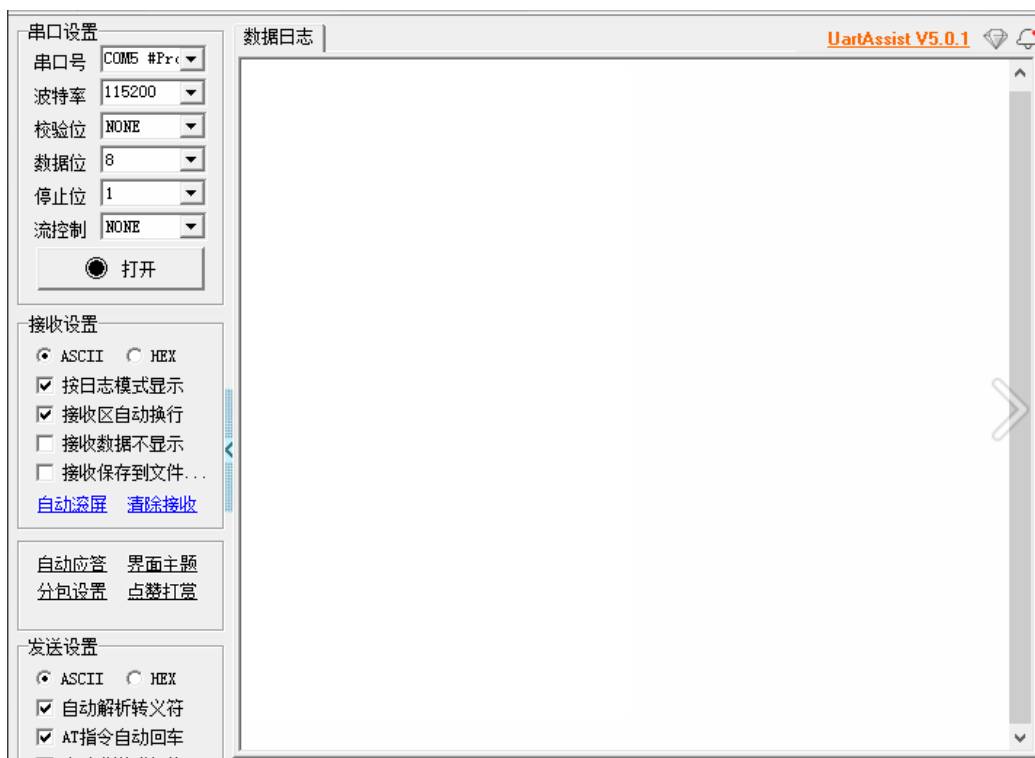 串口设置
串口号 COM5 #Pr
波特率 115200
校验位 NONE
数据位 8
停止位 1
流控制 NONE
打开
接收设置
ASCII HEX
按日志模式显示
接收区自动换行
接收数据不显示
接收保存到文件...
自动滚屏 清除接收
自动应答 界面主题
分包设置 点赞打赏
发送设置
ASCII HEX
自动解析转义符
AT指令自动回车
数据日志
UartAssist V5.0.1